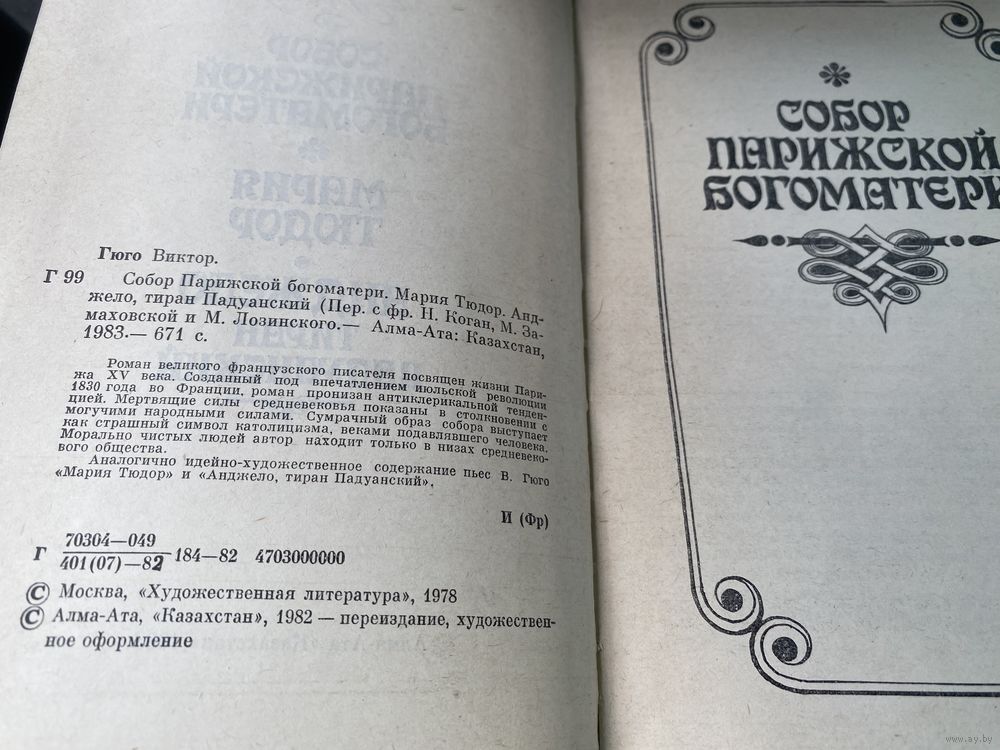 Гюго Виктор.
Г 99 Собор Парижской богоматери. Мария Тюдор. Анд-
жело, тиран Падуанский (Пер. с фр. Н. Коган, М. За-
маховской и М. Лозинского.— Алма-Ата: Казахстан,
1983.— 671 с.
Роман великого французского писателя посвящен жизни Пари-
жа XV века. Созданный под впечатлением июльской революции
1830 года во Франции, роман пронизан антиклерикальной тенден-
цией. Мертвящие силы средневековья показаны в столкновении с
могучими народными силами. Сумрачный образ собора выступает
как страшный символ католицизма, веками подавлявшего человека.
Морально чистых людей автор находит только в низах средневеко-
вого общества.
Аналогично идейно-художественное содержание пьес В. Гюго
«Мария Тюдор» и «Анджело, тиран Падуанский».
И (Фр)
Г 70304—049
401(07)—82 184—82 4703000000
© Москва, «Художественная литература», 1978
© Алма-Ата, «Казахстан», 1982 — переиздание, художествен-
ное оформление
СОБОР
ПАРИЖСКОЙ
БОГОМАТЕРИ
www.ay.by